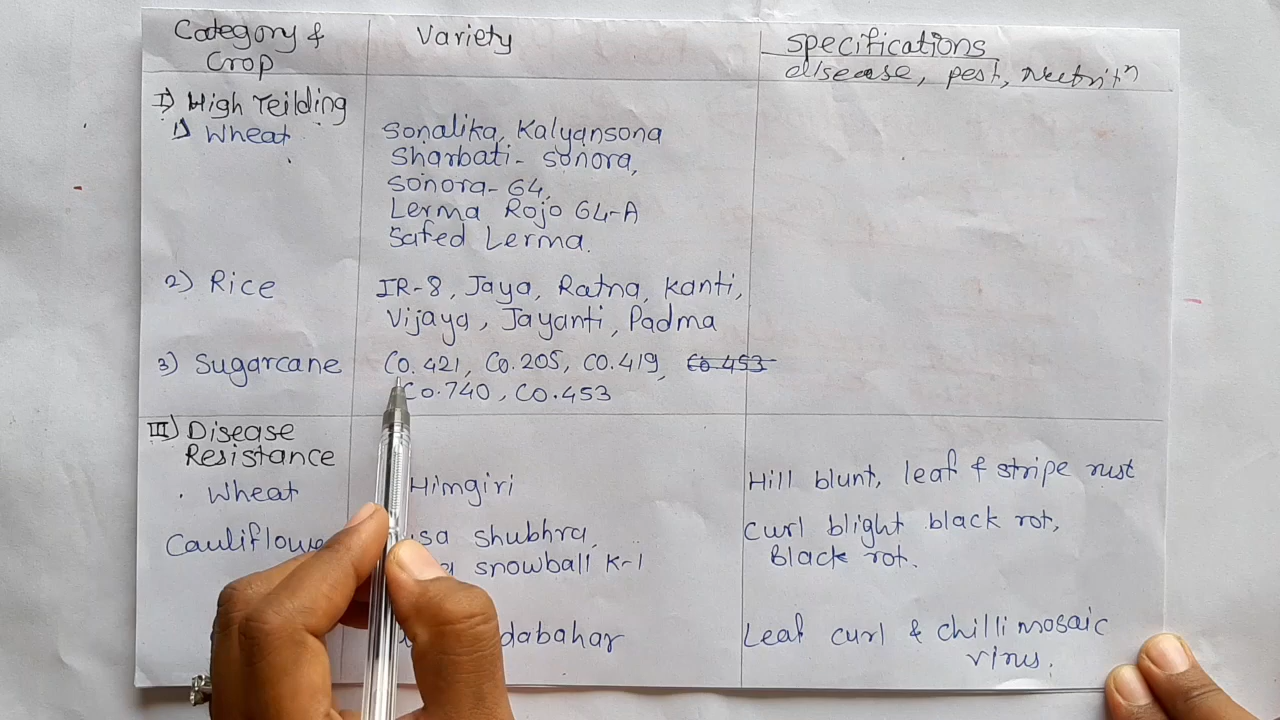 Category & Variety Specifications
Crop disease, pest, Nutritn
I) High Yeilding
1) Wheat Sonalika, Kalyansona
Sharbati- sonora,
Sonora- 64,
Lerma Rojo 64-A
Safed Lerma.
2) Rice IR-8, Jaya, Ratna, Kanti,
Vijaya, Jayanti, Padma
3) Sugarcane Co. 421, Co. 205, CO. 419, Co 453
Co. 740, CO. 453
III) Disease
Resistance
Wheat Himgiri Hill blunt, leaf & stripe rust
Cauliflowe shubhra, Curl blight black rot,
snowball K-1 Black rot.
dabahar Leaf curl & chilli mosaic
virus.